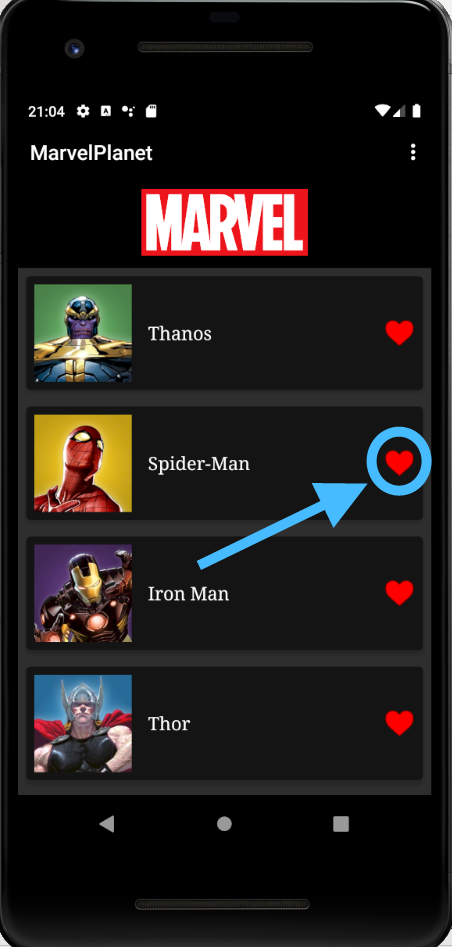 21:04
MarvelPlanet
MARVEL
Thanos
Spider-Man
Iron Man
Thor